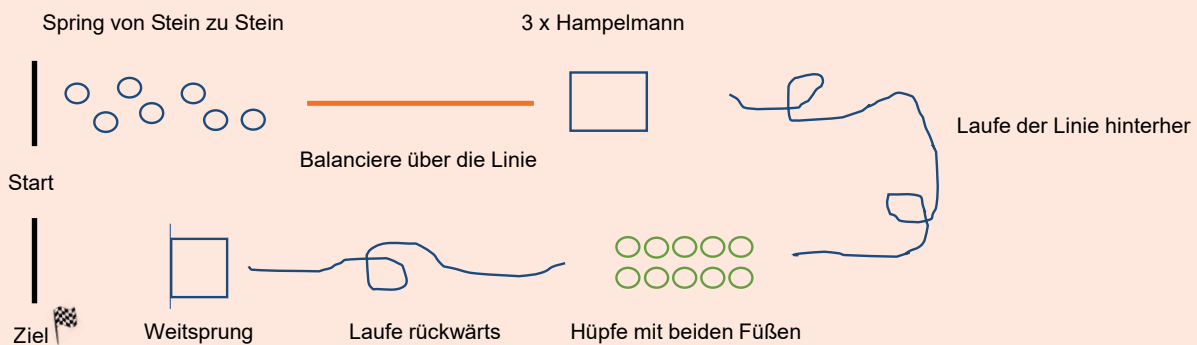 Spring von Stein zu Stein
3 x Hampelmann
Laufe der Linie hinterher
Balanciere über die Linie
Start
Ziel
Weitsprung
Laufe rückwärts
Hüpfe mit beiden Füßen